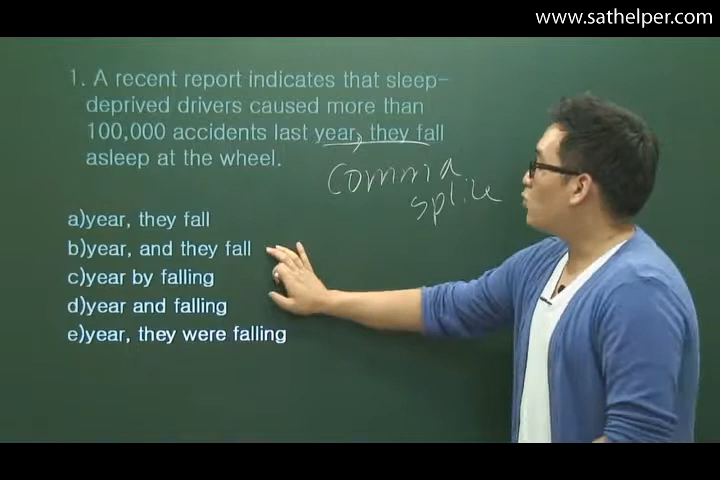 www.sathelper.com
1. A recent report indicates that sleep-
deprived drivers caused more than
100,000 accidents last year, they fall
asleep at the wheel.
comma
splice
a)year, they fall
b)year, and they fall
c)year by falling
d)year and falling
e)year, they were falling